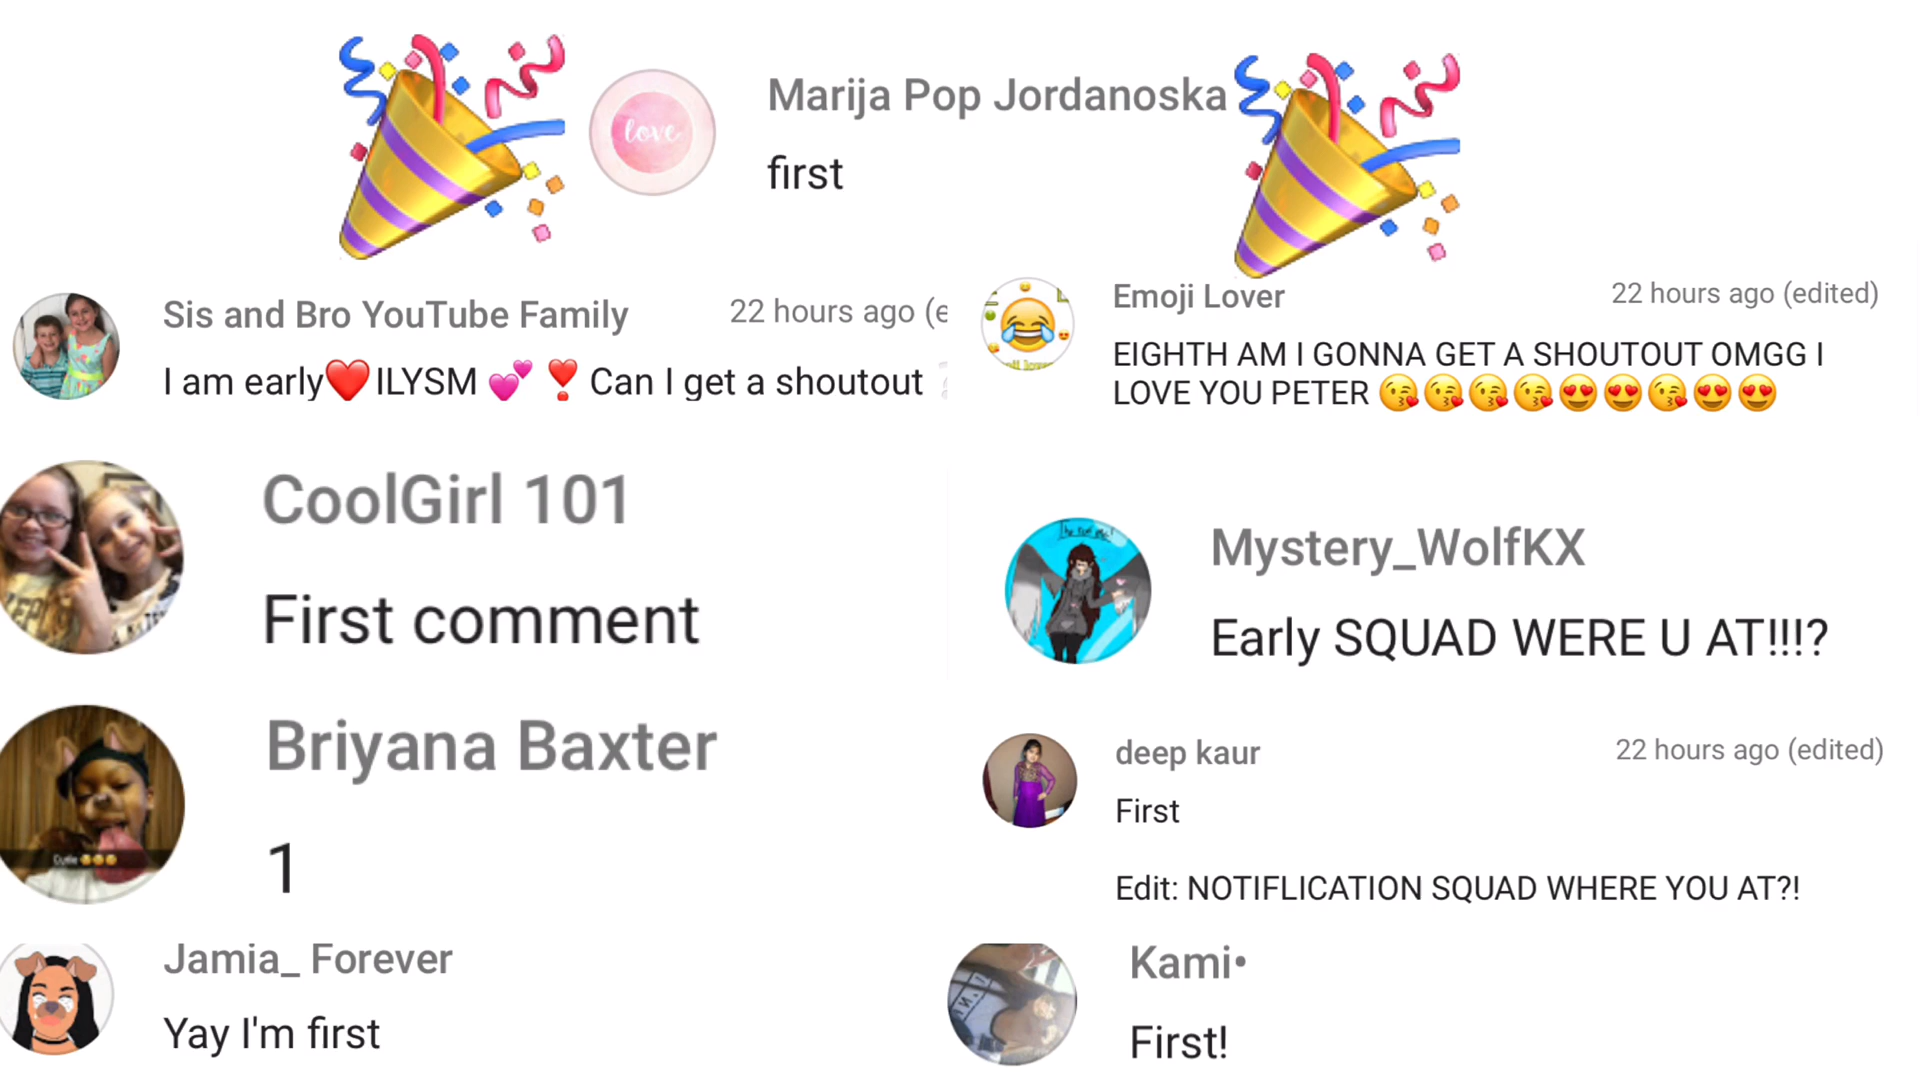 Marija Pop Jordanoska
love
first
Sis and Bro YouTube Family 22 hours ago (e
I am early❤️ILYSM 💕 ❣️ Can I get a shoutout
Emoji Lover 22 hours ago (edited)
EIGHTH AM I GONNA GET A SHOUTOUT OMGG I
LOVE YOU PETER 😘😘😘😘😍😍😘😍😍
CoolGirl 101
First comment
Mystery_WolfKX
Early SQUAD WERE U AT!!!?
Briyana Baxter
1
deep kaur 22 hours ago (edited)
First
Edit: NOTIFLICATION SQUAD WHERE YOU AT?!
Jamia_ Forever
Yay I'm first
Kami•
First!